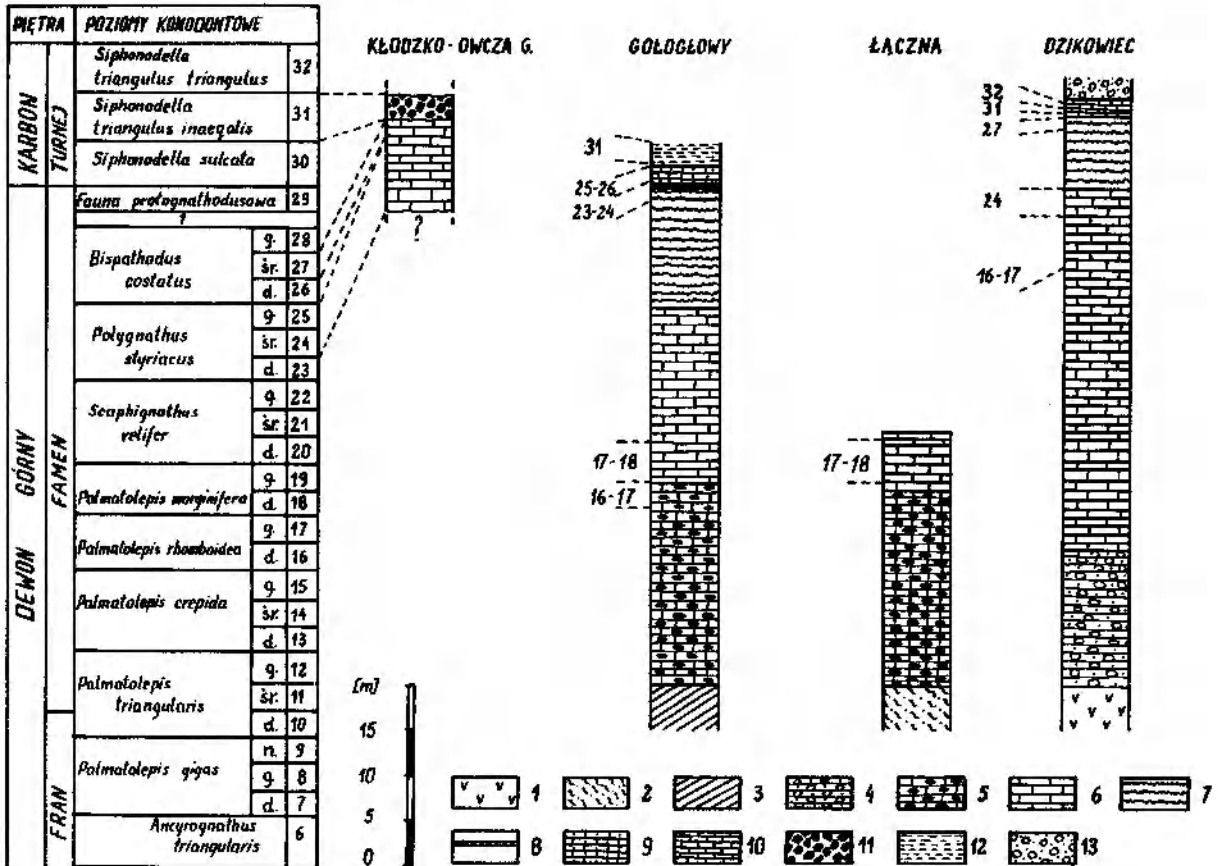 PIĘTRA POZIOMY KONODONTOWE
KARBON
TURNEJ
Siphonodella
triangulus triangulus 32
Siphonodella
triangulus inaeqalis 31
Siphonodella sulcata 30
DEWON GÓRNY
FAMEN
Fauna protognathodusowa 29
?
Bispathodus
costatus
g. 28
śr. 27
d. 26
Polygnathus
styriacus
g. 25
śr. 24
d. 23
Scaphignathus
velifer
g. 22
śr. 21
d. 20
Palmatolepis marginifera
g. 19
d. 18
Palmatolepis rhomboidea
g. 17
d. 16
Palmatolepis crepida
g. 15
śr. 14
d. 13
Palmatolepis
triangularis
g. 12
śr. 11
d. 10
FRAN
Palmatolepis gigas
n. 9
g. 8
d. 7
Ancyrognathus
triangularis 6
KŁODZKO - OWCZA G.
?
GOŁOGŁOWY
31
25-26
23-24
17-18
16-17
ŁĄCZNA
17-18
DZIKOWIEC
32
31
27
24
16-17
[m]
15
10
5
0
1 2 3 4 5 6 7
8 9 10 11 12 13